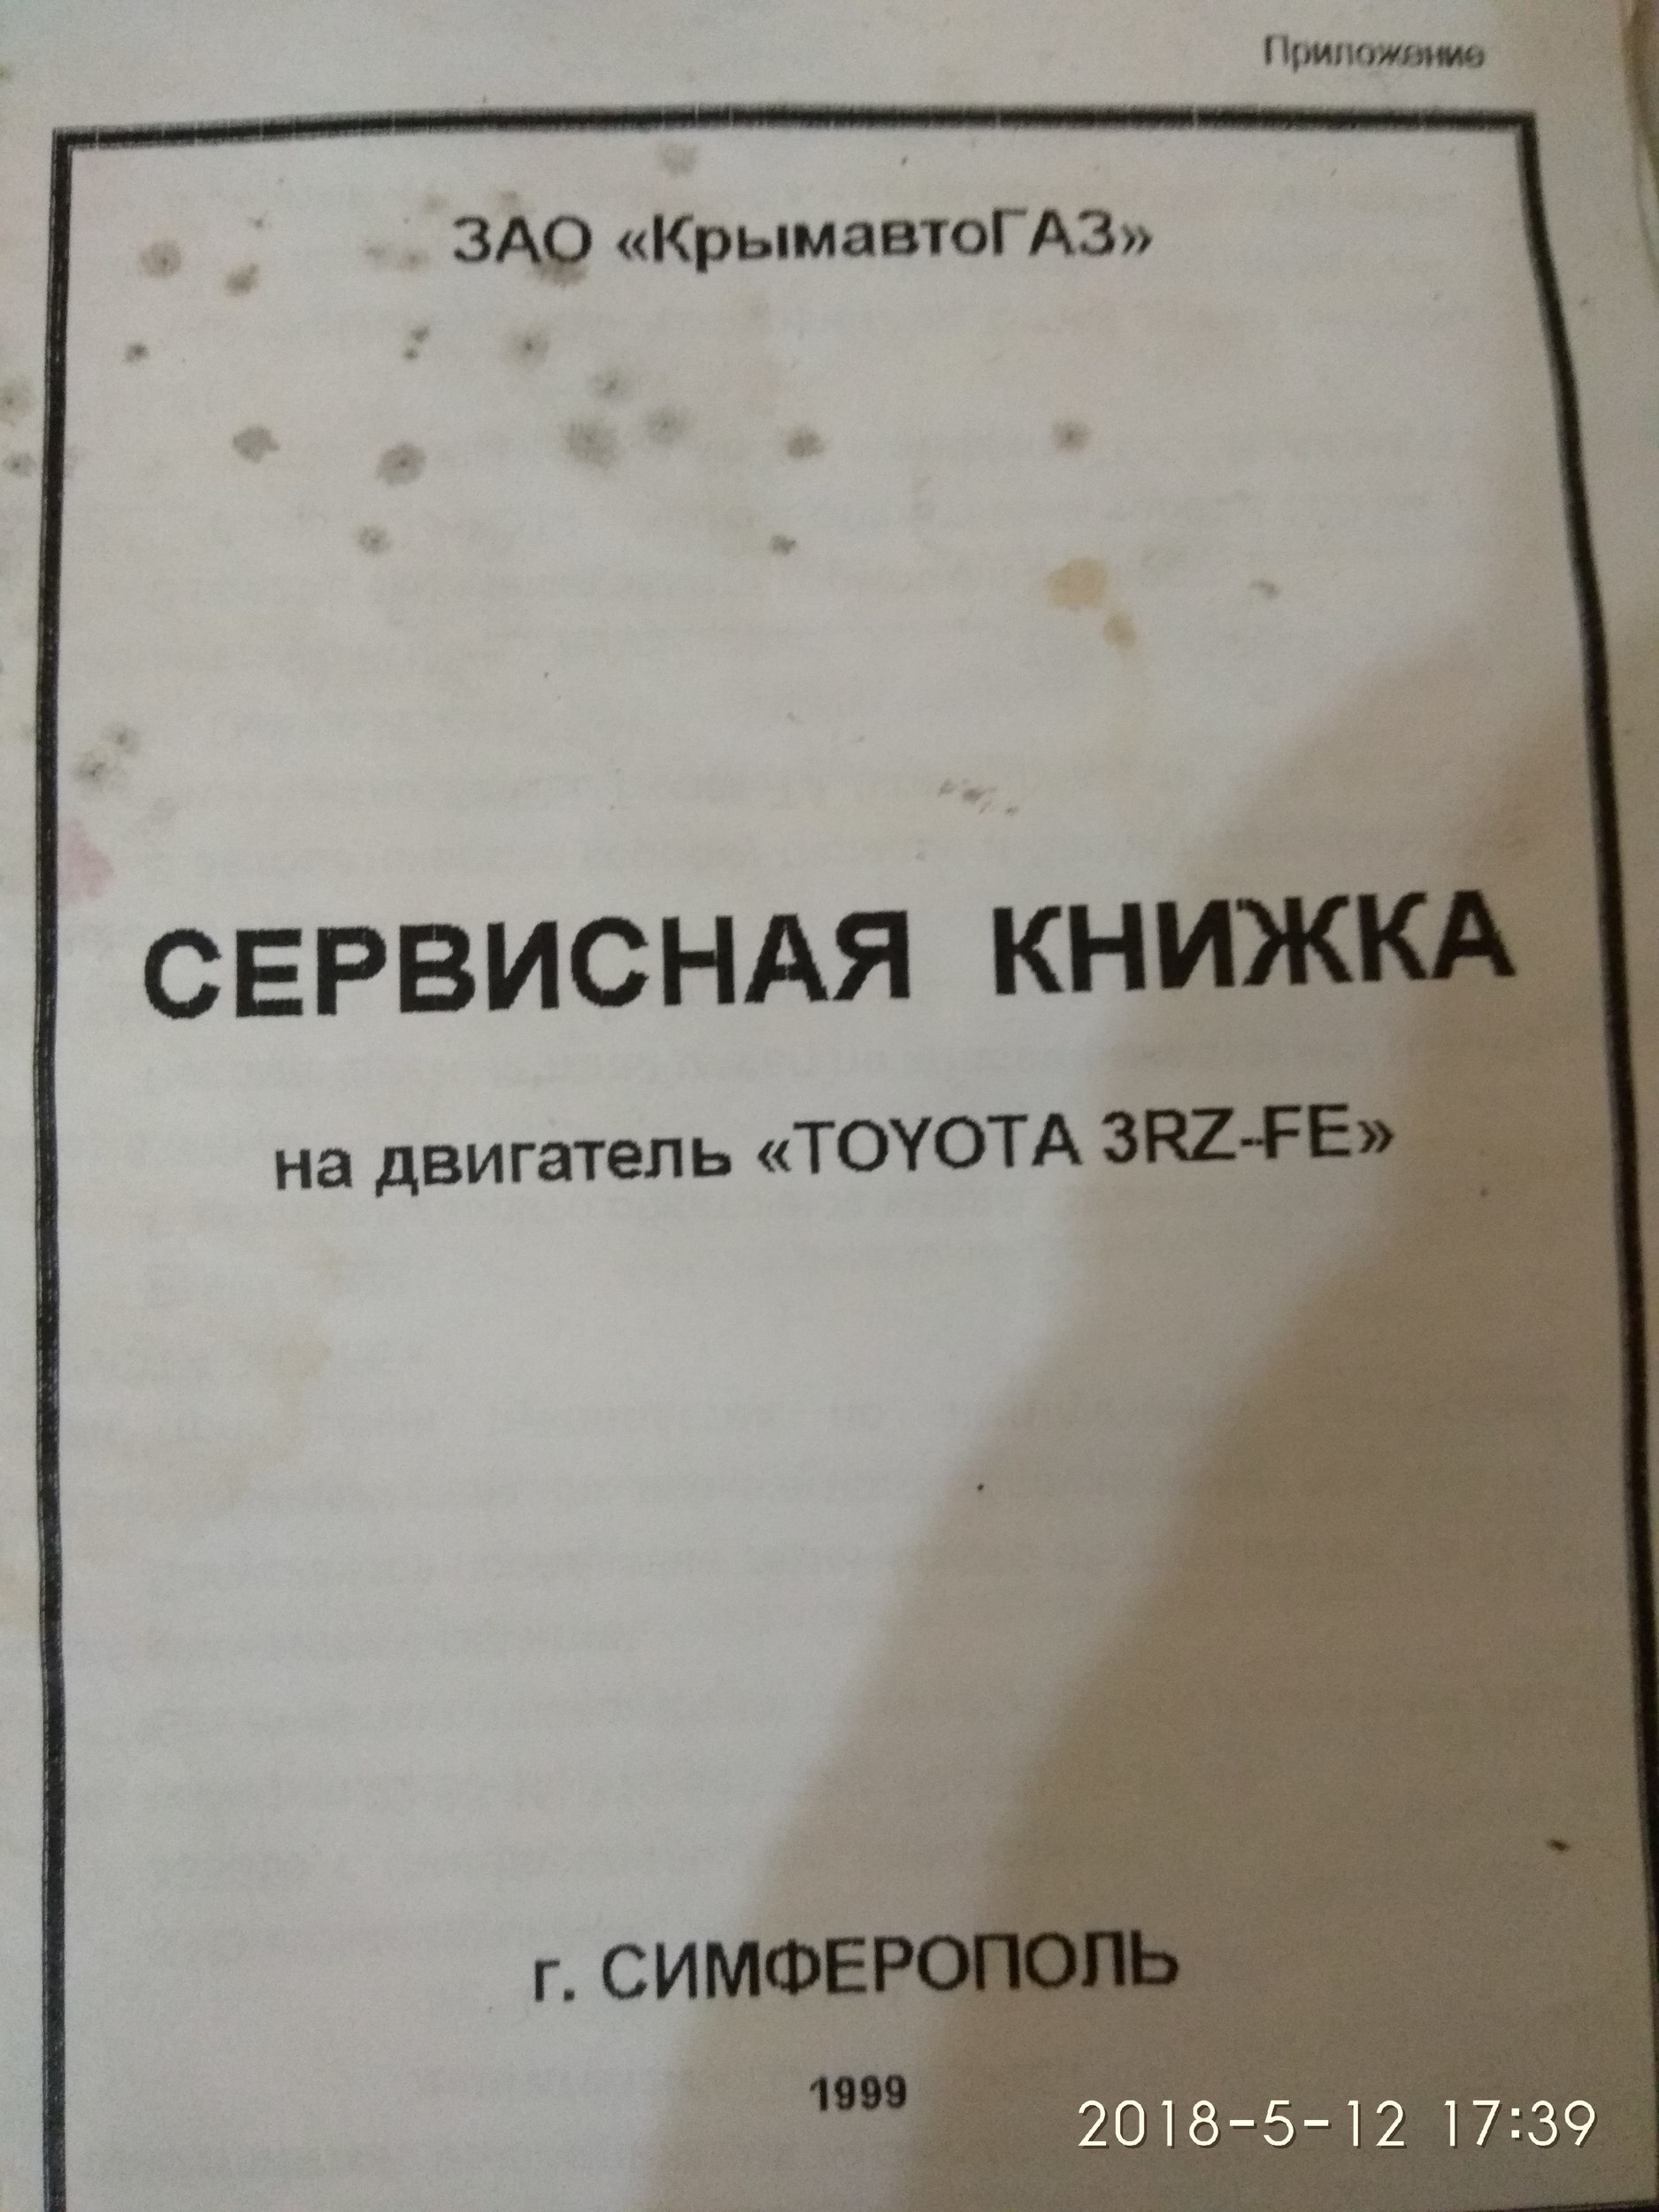 Приложение
ЗАО «КрымавтоГАЗ»
СЕРВИСНАЯ КНИЖКА
на двигатель «TOYOTA 3RZ-FE»
г. СИМФЕРОПОЛЬ
1999
2018-5-12 17:39